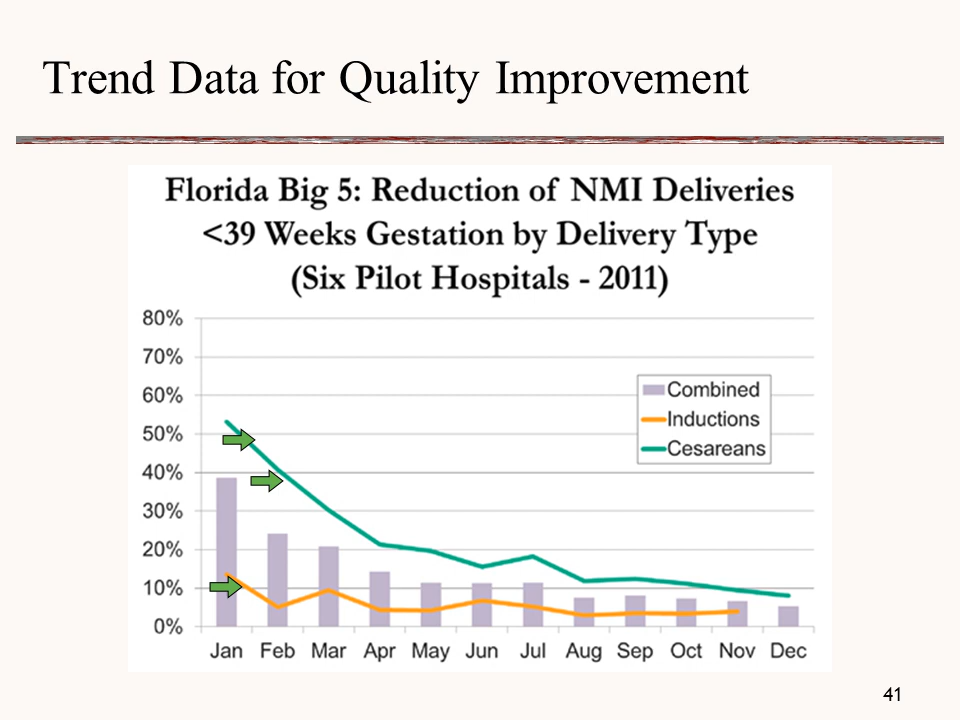 Trend Data for Quality Improvement
Florida Big 5: Reduction of NMI Deliveries
<39 Weeks Gestation by Delivery Type
(Six Pilot Hospitals - 2011)
80%
70%
60%
50%
40%
30%
20%
10%
0%
Combined
Inductions
Cesareans
Jan Feb Mar Apr May Jun Jul Aug Sep Oct Nov Dec
41